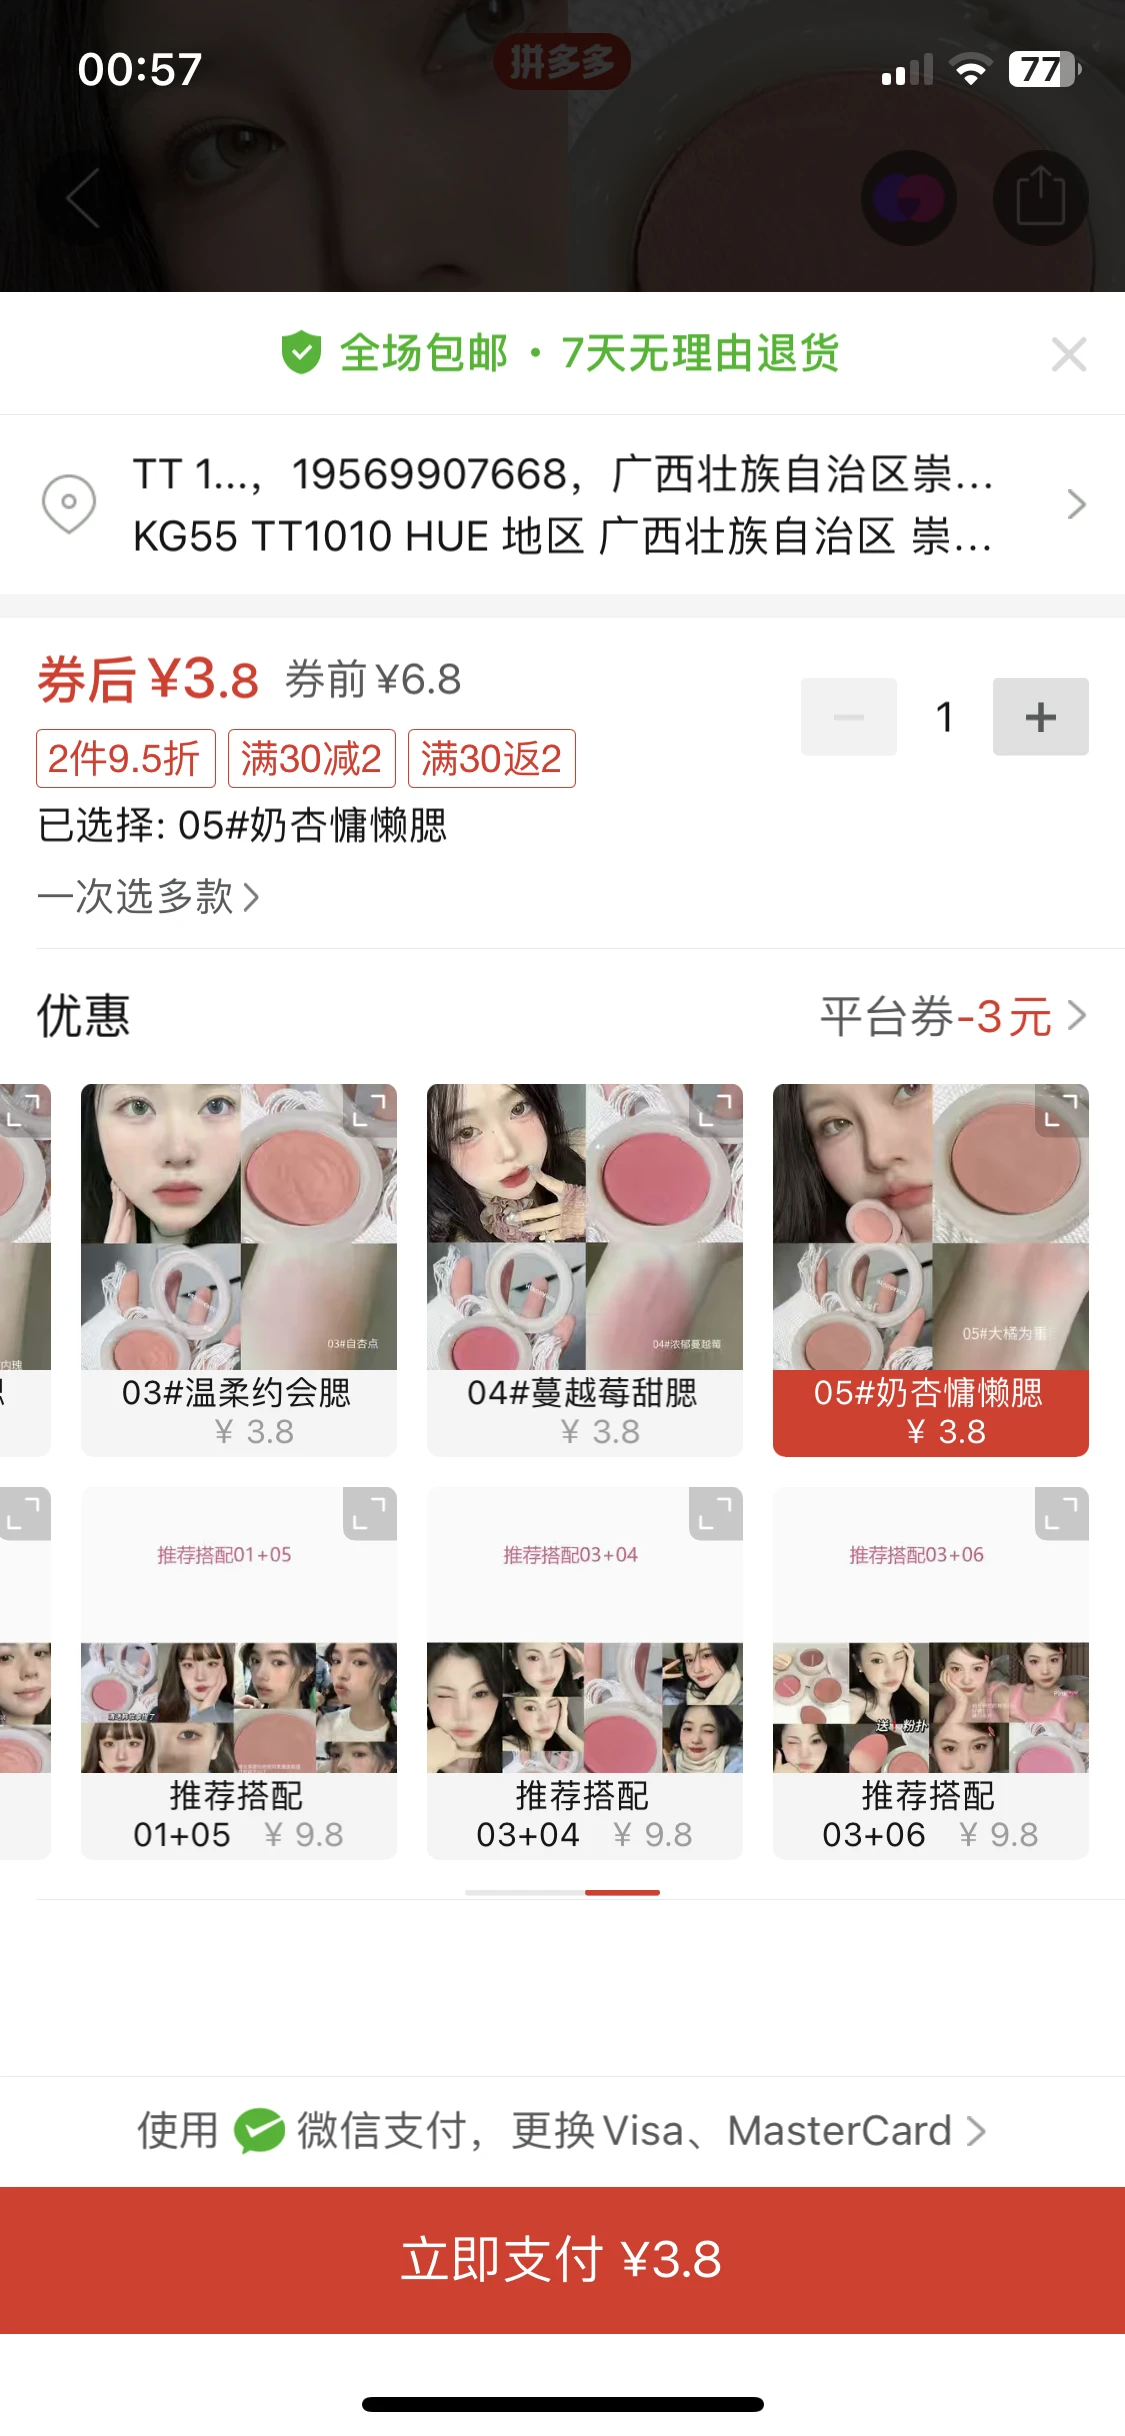 00:57
拼多多
77
全场包邮·7天无理由退货
TT 1...，19569907668，广西壮族自治区崇...
KG55 TT1010 HUE 地区 广西壮族自治区 崇...
券后¥3.8 券前¥6.8
1
2件9.5折 满30减2 满30返2
已选择: 05#奶杏慵懒腮
一次选多款
优惠
平台券-3元
内瑰
03#自杏点
04#浓郁蔓越莓
05#大橘为重
03#温柔约会腮
¥ 3.8
04#蔓越莓甜腮
¥ 3.8
05#奶杏慵懒腮
¥ 3.8
推荐搭配01+05
推荐搭配03+04
推荐搭配03+06
送 粉扑
推荐搭配
01+05 ¥ 9.8
推荐搭配
03+04 ¥ 9.8
推荐搭配
03+06 ¥ 9.8
使用 微信支付，更换Visa、MasterCard
立即支付 ¥3.8